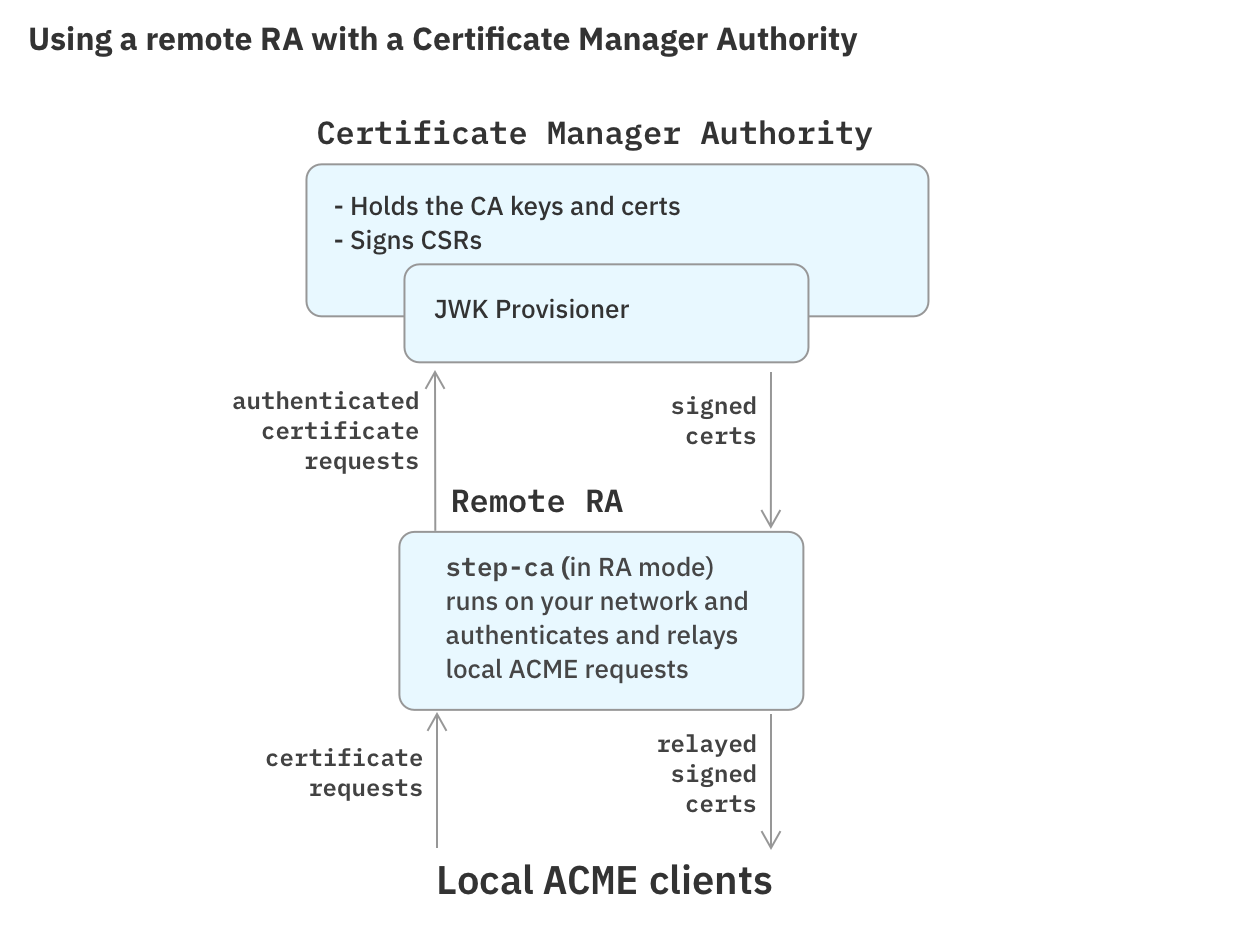 Using a remote RA with a Certificate Manager Authority
Certificate Manager Authority
- Holds the CA keys and certs
- Signs CSRs
JWK Provisioner
authenticated
certificate
requests
signed
certs
Remote RA
step-ca (in RA mode)
runs on your network and
authenticates and relays
local ACME requests
certificate
requests
relayed
signed
certs
Local ACME clients